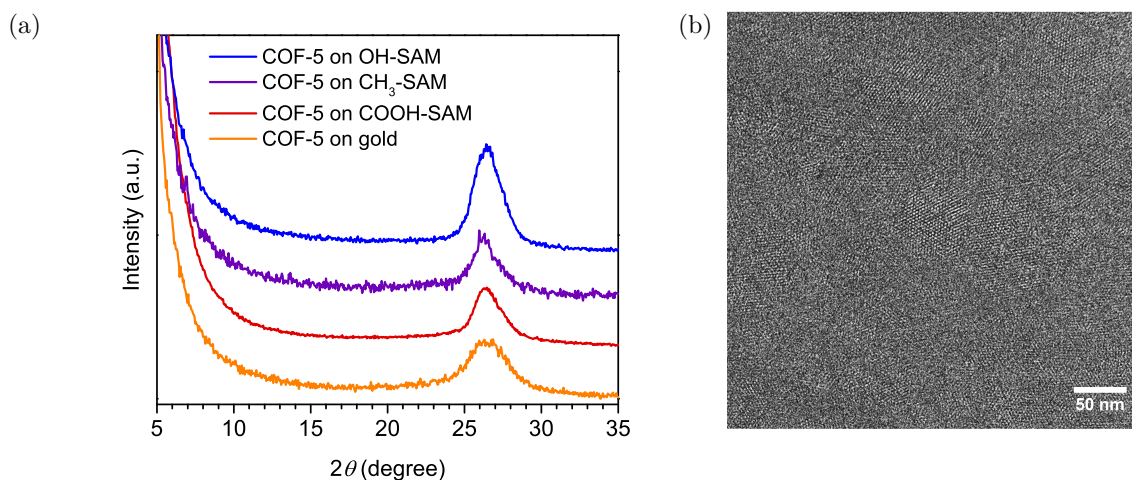 (a)
COF-5 on OH-SAM
COF-5 on CH₃-SAM
COF-5 on COOH-SAM
COF-5 on gold
Intensity (a.u.)
5 10 15 20 25 30 35
2θ (degree)
(b)
50 nm